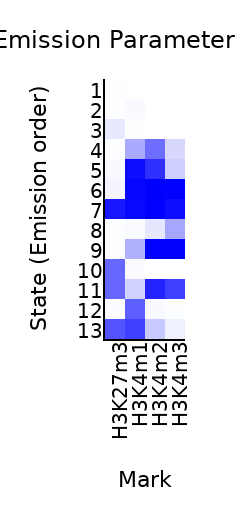 Emission Parameter
State (Emission order)
1
2
3
4
5
6
7
8
9
10
11
12
13
H3K27m3
H3K4m1
H3K4m2
H3K4m3
Mark